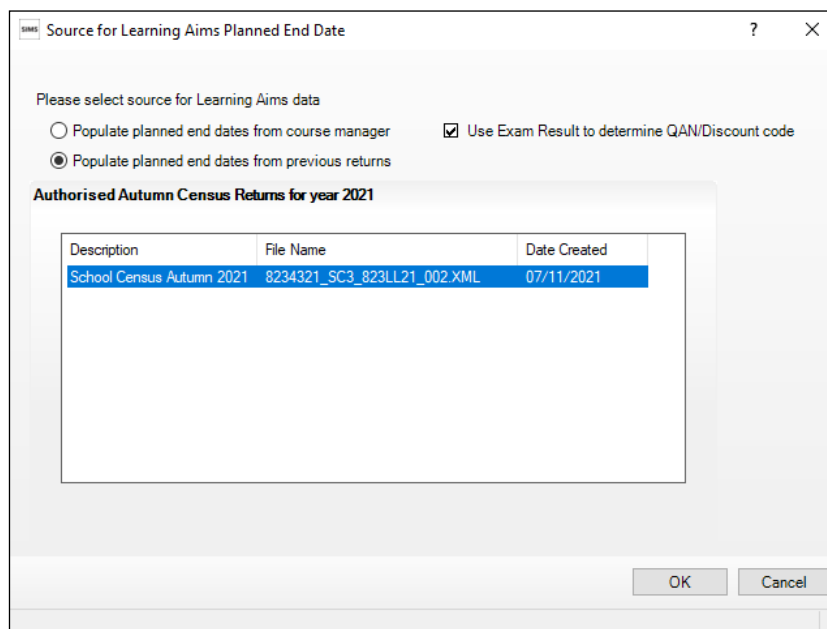 SIMS Source for Learning Aims Planned End Date ?
Please select source for Learning Aims data
Populate planned end dates from course manager
Use Exam Result to determine QAN/Discount code
Populate planned end dates from previous returns
Authorised Autumn Census Returns for year 2021
Description File Name Date Created
School Census Autumn 2021 8234321_SC3_823LL21_002.XML 07/11/2021
OK Cancel